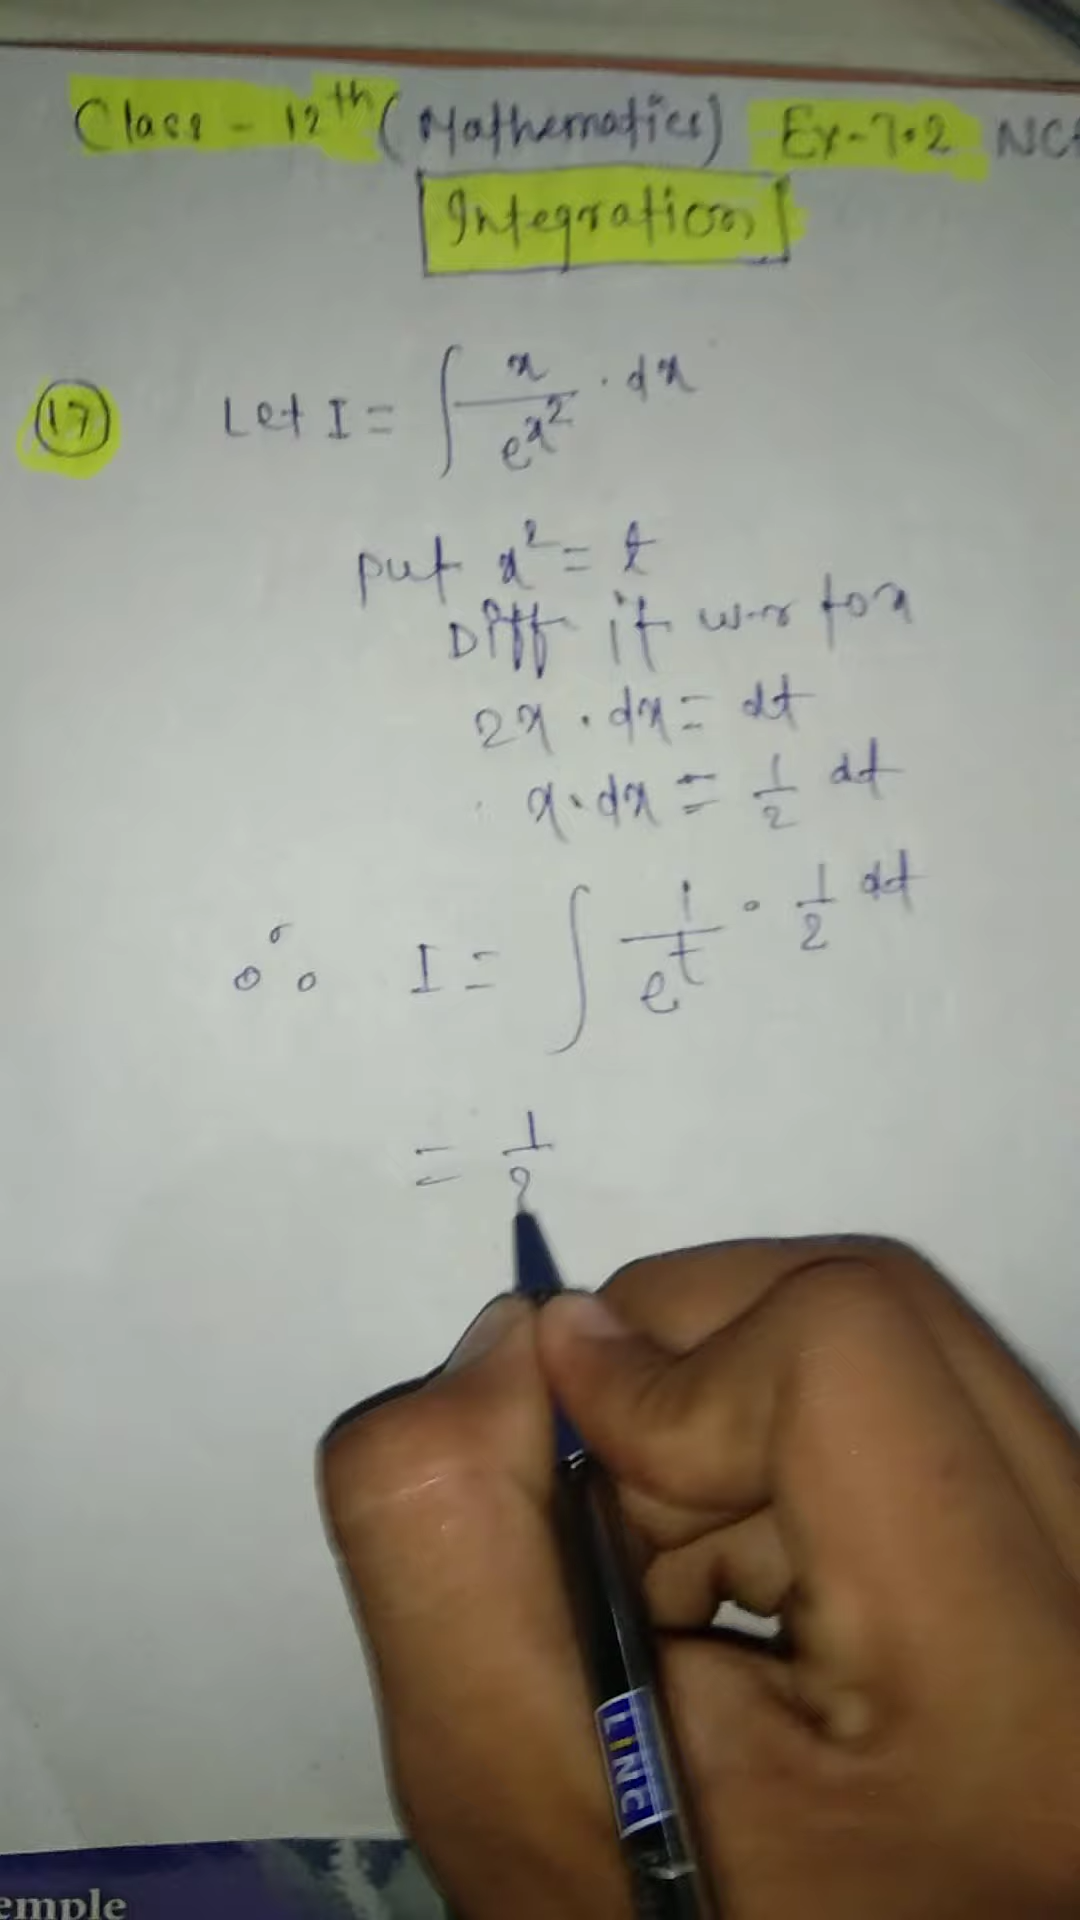 Class - 12th (Mathematics) Ex-7.2 NC
Integration
17 Let I = ∫ x/e^x² . dx
put x² = t
Diff it w-r to x
2x . dx = dt
x . dx = 1/2 dt
∴ I = ∫ 1/e^t . 1/2 dt
= 1/2
LINC
emple